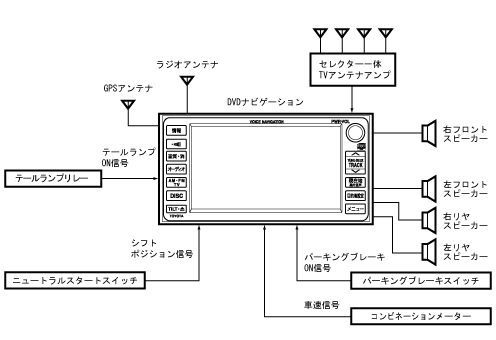 セレクター一体
TVアンテナアンプ
ラジオアンテナ
GPSアンテナ
DVDナビゲーション
VOICE NAVIGATION
PWR•VOL
情報
音質・消
オーディオ
AM・FM
TV
DISC
TILT・⏏
TOYOTA
TRACK
現在地
メニュー
右フロント
スピーカー
左フロント
スピーカー
右リヤ
スピーカー
左リヤ
スピーカー
テールランプ
ON信号
テールランプリレー
シフト
ポジション信号
ニュートラルスタートスイッチ
パーキングブレーキ
ON信号
パーキングブレーキスイッチ
車速信号
コンビネーションメーター